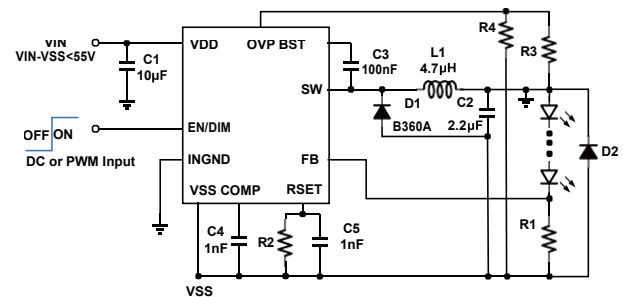 VIN
VIN-VSS<55V
C1
10µF
VDD
OVP BST
C3
100nF
L1
4.7µH
R4
R3
SW
D1
B360A
C2
2.2µF
OFF ON
EN/DIM
DC or PWM Input
INGND
FB
D2
VSS COMP
RSET
C4
1nF
R2
C5
1nF
R1
VSS